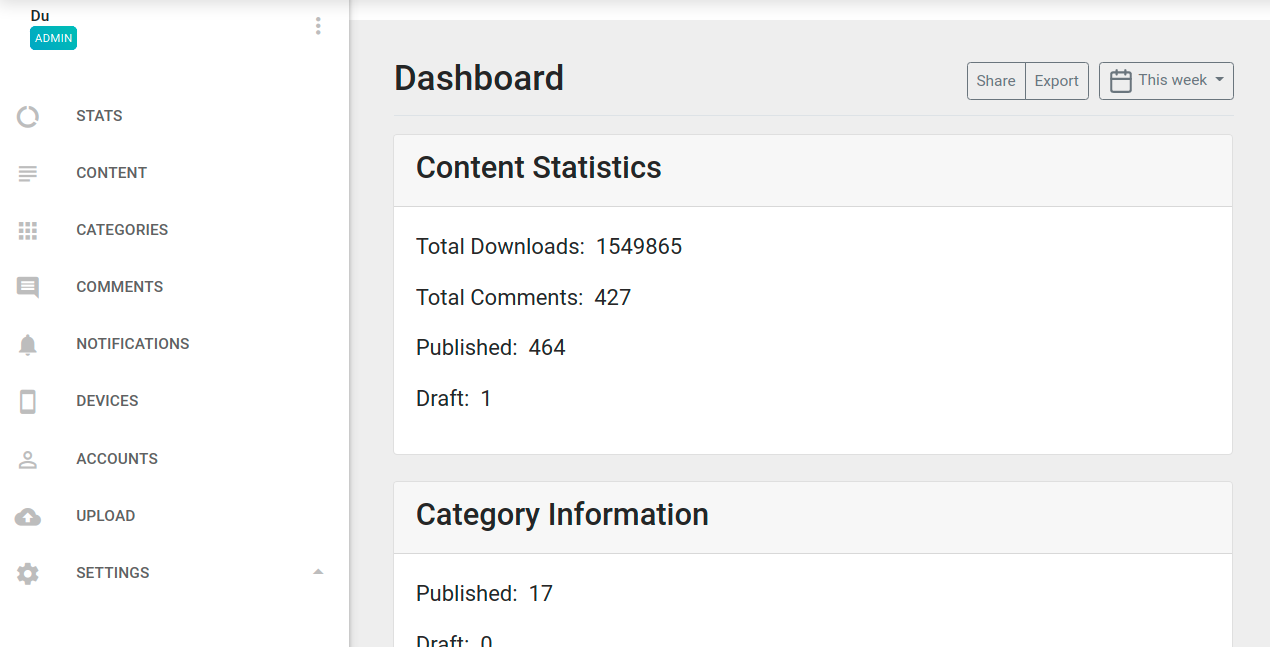 Du
ADMIN
STATS
CONTENT
CATEGORIES
COMMENTS
NOTIFICATIONS
DEVICES
ACCOUNTS
UPLOAD
SETTINGS
Dashboard
Share Export This week
Content Statistics
Total Downloads: 1549865
Total Comments: 427
Published: 464
Draft: 1
Category Information
Published: 17
Draft: 0